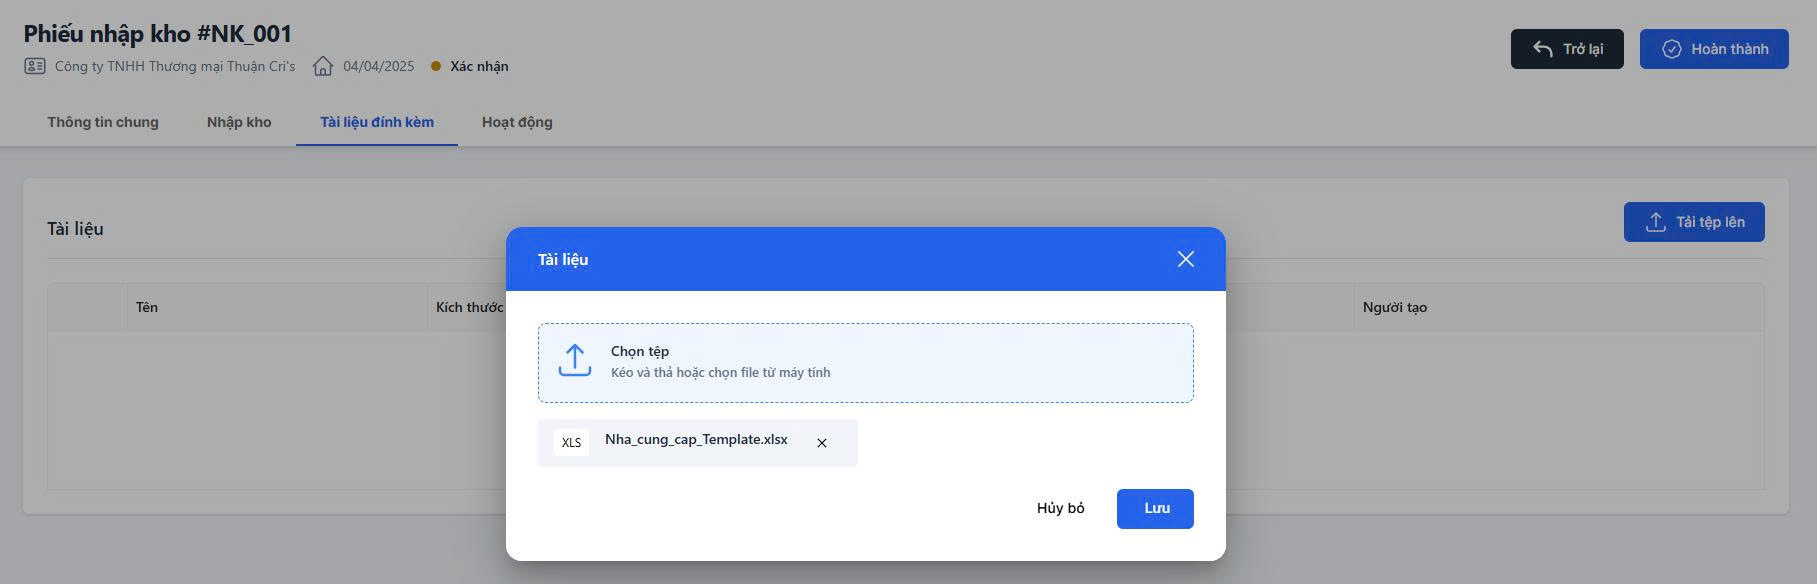 Phiếu nhập kho #NK_001
Công ty TNHH Thương mại Thuận Cri's 04/04/2025 Xác nhận
Trở lại
Hoàn thành
Thông tin chung Nhập kho Tài liệu đính kèm Hoạt động
Tài liệu
Tải tệp lên
Tên Kích thước Người tạo
Tài liệu
Chọn tệp
Kéo và thả hoặc chọn file từ máy tính
XLS Nha_cung_cap_Template.xlsx
Hủy bỏ Lưu